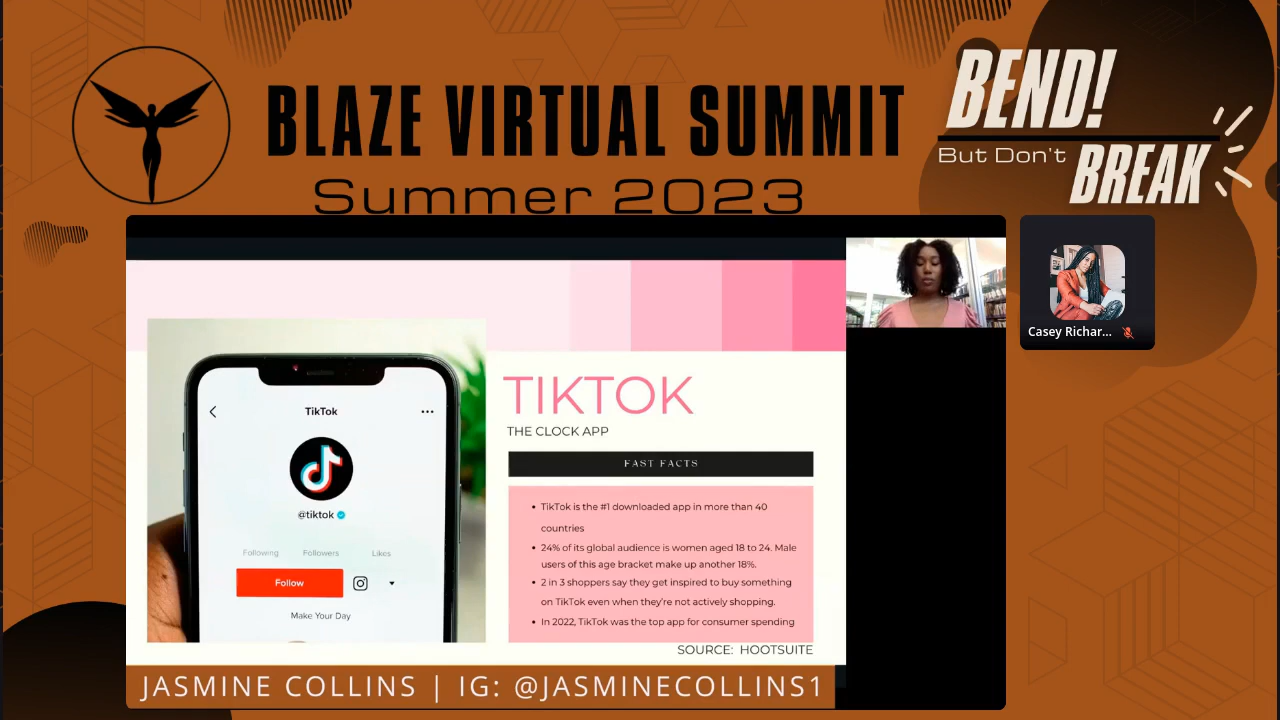 BLAZE VIRTUAL SUMMIT
Summer 2023
BEND!
But Don't
BREAK
Casey Richar...
TikTok
@tiktok
Following Followers Likes
Follow
Make Your Day
TIKTOK
THE CLOCK APP
FAST FACTS
• TikTok is the #1 downloaded app in more than 40
countries
• 24% of its global audience is women aged 18 to 24. Male
users of this age bracket make up another 18%.
• 2 in 3 shoppers say they get inspired to buy something
on TikTok even when they're not actively shopping.
• In 2022, TikTok was the top app for consumer spending
SOURCE: HOOTSUITE
JASMINE COLLINS | IG: @JASMINECOLLINS1